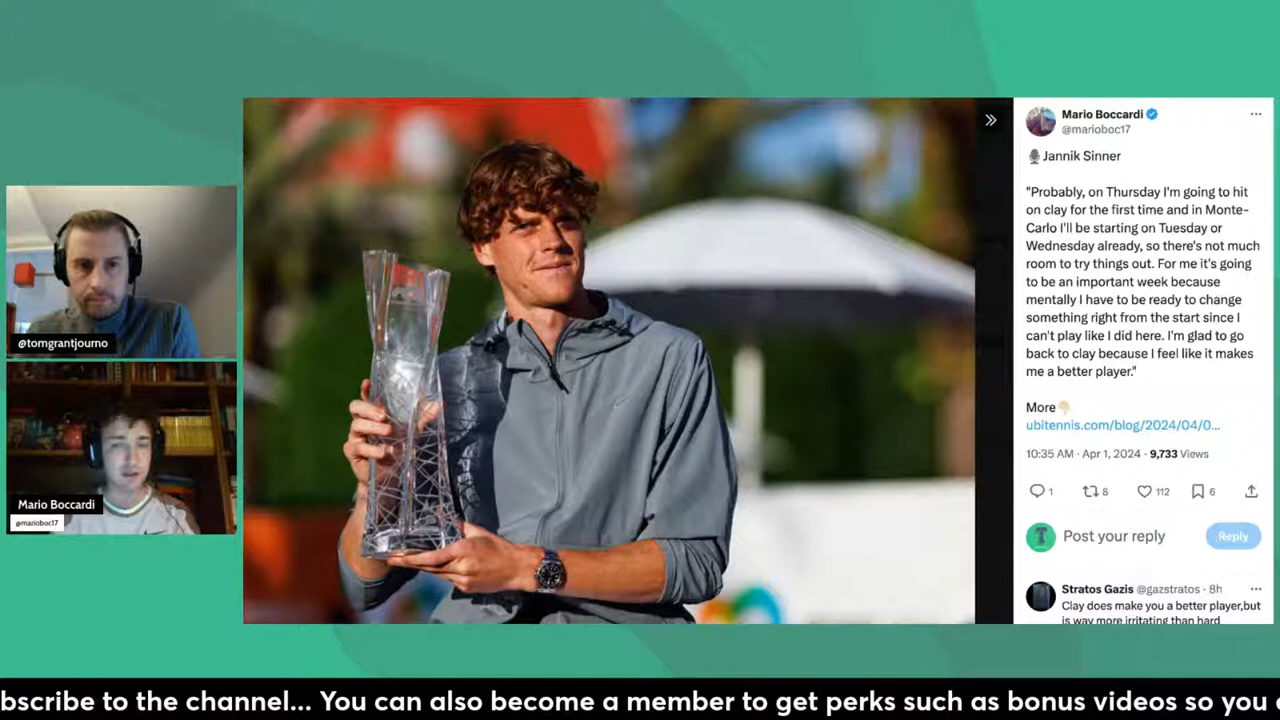 @tomgrantjourno
Mario Boccardi
@marioboc17
Mario Boccardi
@marioboc17
Jannik Sinner
"Probably, on Thursday I'm going to hit
on clay for the first time and in Monte-
Carlo I'll be starting on Tuesday or
Wednesday already, so there's not much
room to try things out. For me it's going
to be an important week because
mentally I have to be ready to change
something right from the start since I
can't play like I did here. I'm glad to go
back to clay because I feel like it makes
me a better player."
More
ubitennis.com/blog/2024/04/0...
10:35 AM · Apr 1, 2024 · 9,733 Views
1 8 112 6
Post your reply Reply
Stratos Gazis @gazstratos · 8h
Clay does make you a better player,but
is way more irritating than hard
bscribe to the channel... You can also become a member to get perks such as bonus videos so you